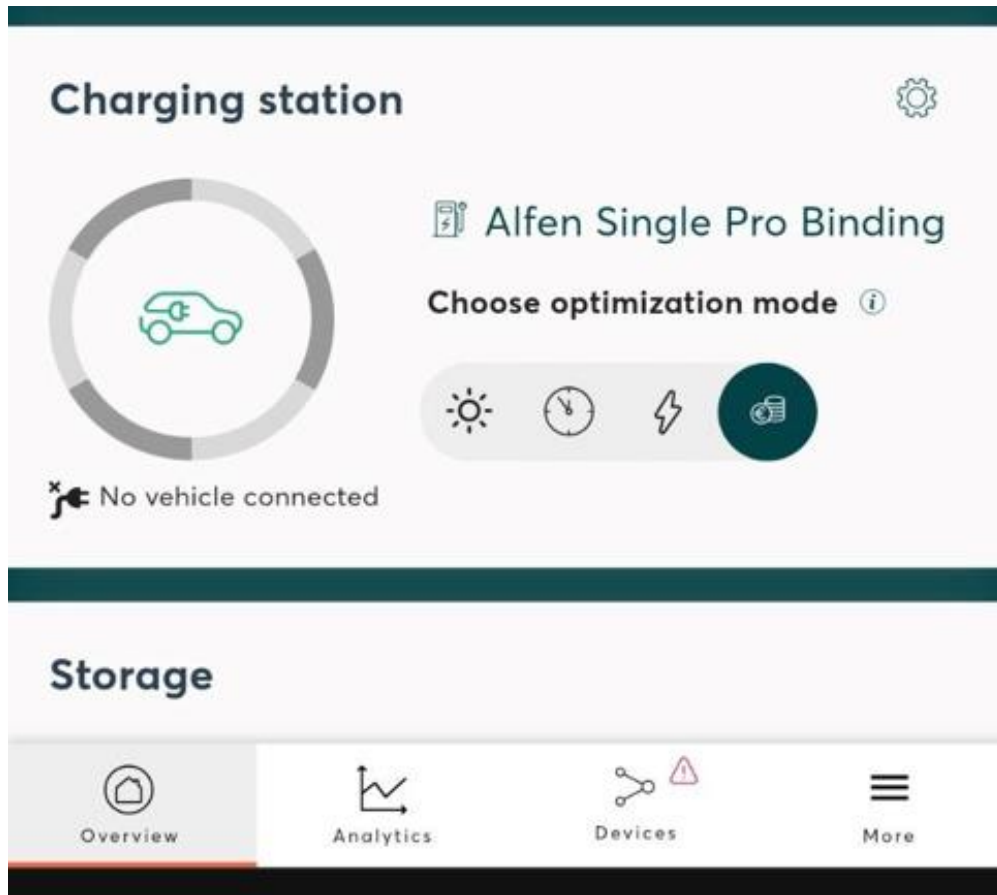 Charging station
Alfen Single Pro Binding
Choose optimization mode
No vehicle connected
Storage
Overview
Analytics
Devices
More